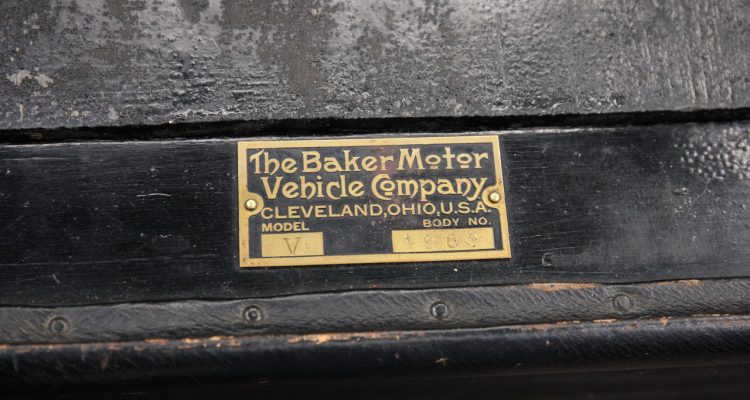 The Baker Motor
Vehicle Company
CLEVELAND, OHIO, U.S.A.
MODEL BODY NO.
V